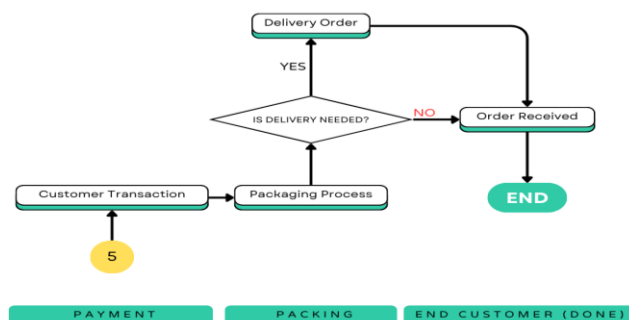 Delivery Order
YES
IS DELIVERY NEEDED?
NO
Order Received
Customer Transaction
Packaging Process
END
5
PAYMENT
PACKING
END CUSTOMER (DONE)